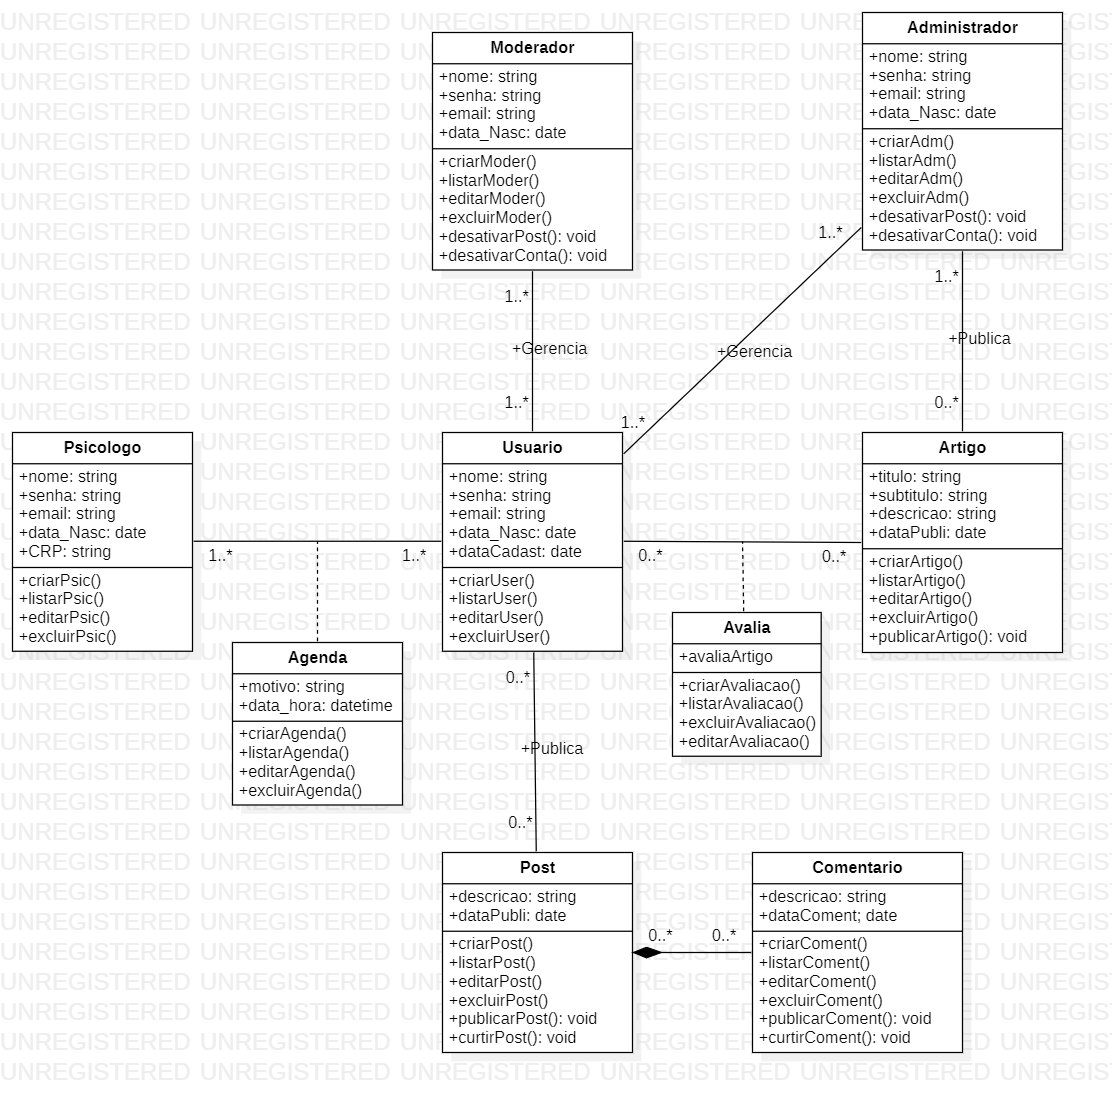 Moderador
+nome: string
+senha: string
+email: string
+data_Nasc: date
+criarModer()
+listarModer()
+editarModer()
+excluirModer()
+desativarPost(): void
+desativarConta(): void
Administrador
+nome: string
+senha: string
+email: string
+data_Nasc: date
+criarAdm()
+listarAdm()
+editarAdm()
+excluirAdm()
+desativarPost(): void
+desativarConta(): void
1..*
+Gerencia
1..*
1..*
+Gerencia
1..*
1..*
+Publica
0..*
Psicologo
+nome: string
+senha: string
+email: string
+data_Nasc: date
+CRP: string
+criarPsic()
+listarPsic()
+editarPsic()
+excluirPsic()
1..*
1..*
Usuario
+nome: string
+senha: string
+email: string
+data_Nasc: date
+dataCadast: date
+criarUser()
+listarUser()
+editarUser()
+excluirUser()
0..*
0..*
Artigo
+titulo: string
+subtitulo: string
+descricao: string
+dataPubli: date
+criarArtigo()
+listarArtigo()
+editarArtigo()
+excluirArtigo()
+publicarArtigo(): void
Agenda
+motivo: string
+data_hora: datetime
+criarAgenda()
+listarAgenda()
+editarAgenda()
+excluirAgenda()
Avalia
+avaliaArtigo
+criarAvaliacao()
+listarAvaliacao()
+excluirAvaliacao()
+editarAvaliacao()
0..*
+Publica
0..*
Post
+descricao: string
+dataPubli: date
+criarPost()
+listarPost()
+editarPost()
+excluirPost()
+publicarPost(): void
+curtirPost(): void
0..*
0..*
Comentario
+descricao: string
+dataComent; date
+criarComent()
+listarComent()
+editarComent()
+excluirComent()
+publicarComent(): void
+curtirComent(): void
UNREGISTERED